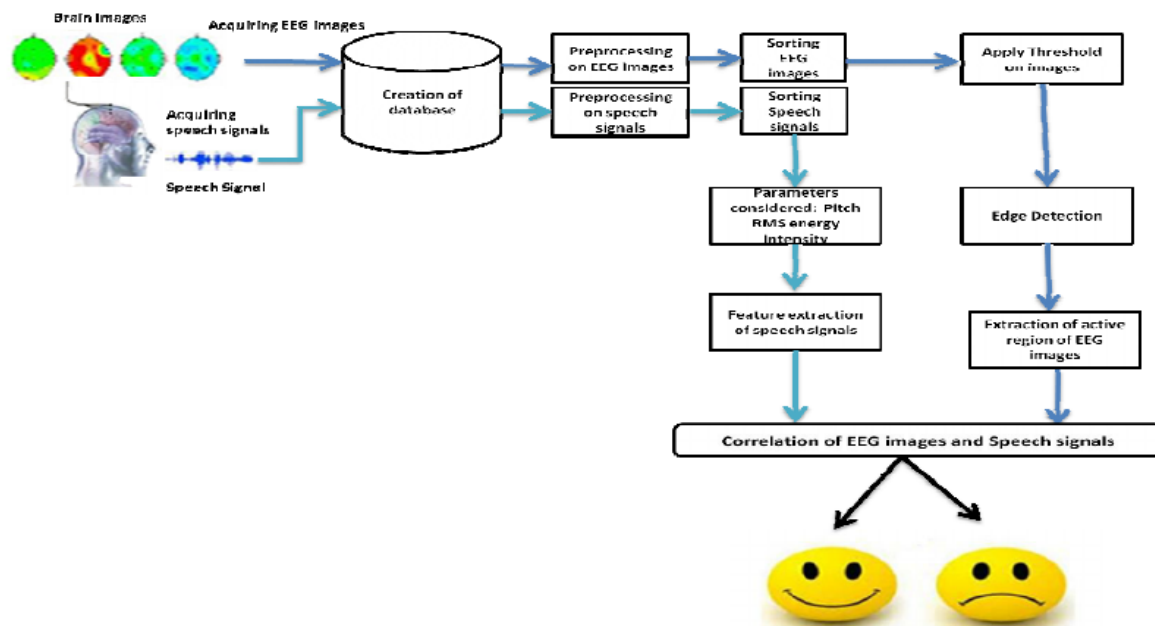 Brain Images
Acquiring EEG Images
Acquiring
speech signals
Speech Signal
Creation of
database
Preprocessing
on EEG Images
Sorting
EEG
images
Apply Threshold
on images
Preprocessing
on speech
signals
Sorting
Speech
signals
Parameters
considered: Pitch
RMS energy
Intensity
Edge Detection
Feature extraction
of speech signals
Extraction of active
region of EEG
images
Correlation of EEG images and Speech signals